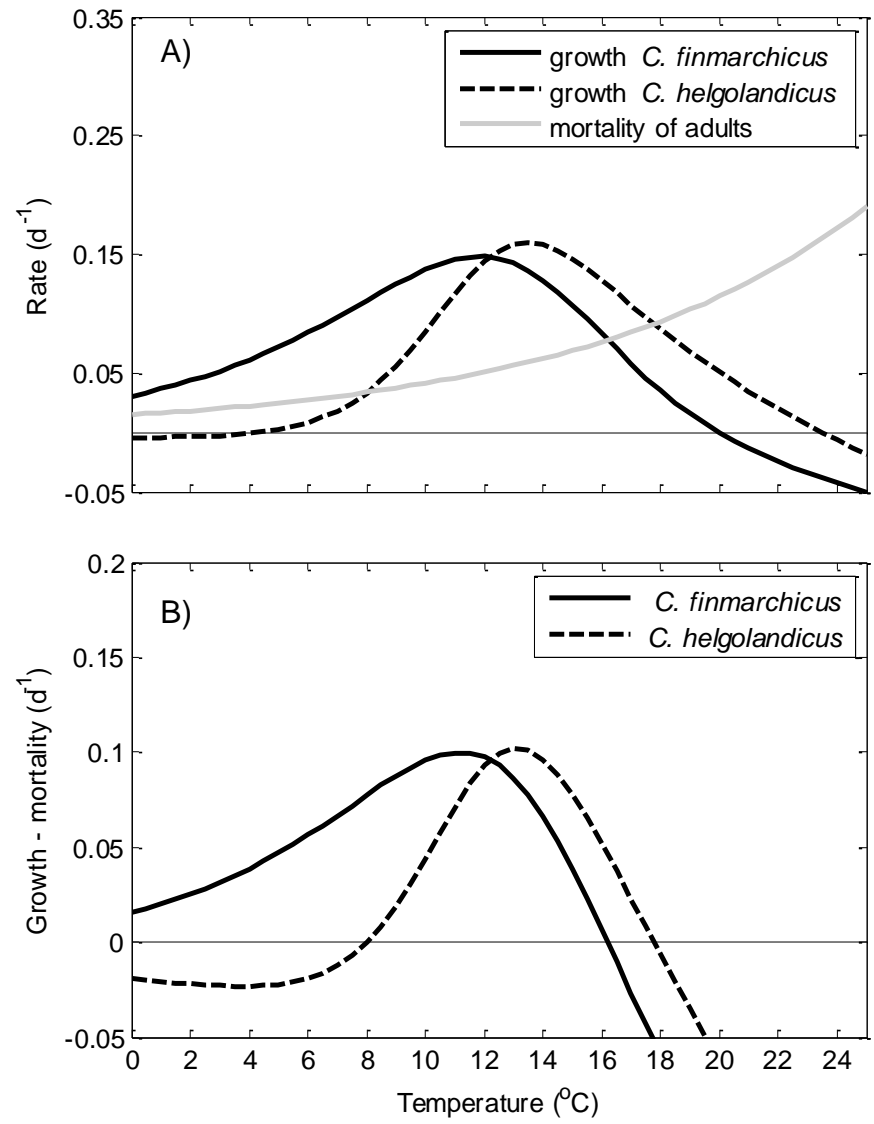 0.35
A)
growth C. finmarchicus
growth C. helgolandicus
mortality of adults
0.25
0.15
0.05
-0.05
Rate (d⁻¹)
0.2
B)
C. finmarchicus
C. helgolandicus
0.15
0.1
0.05
0
-0.05
Growth - mortality (d⁻¹)
0 2 4 6 8 10 12 14 16 18 20 22 24
Temperature (°C)